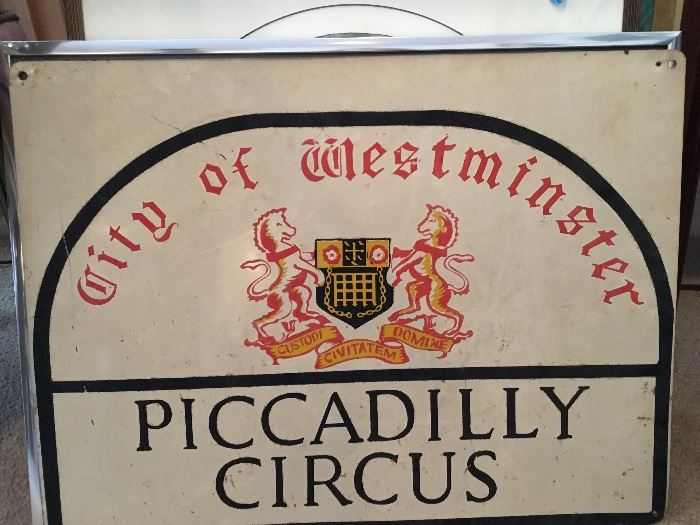 City of Westminster
CUSTODI CIVITATEM DOMINE
PICCADILLY
CIRCUS